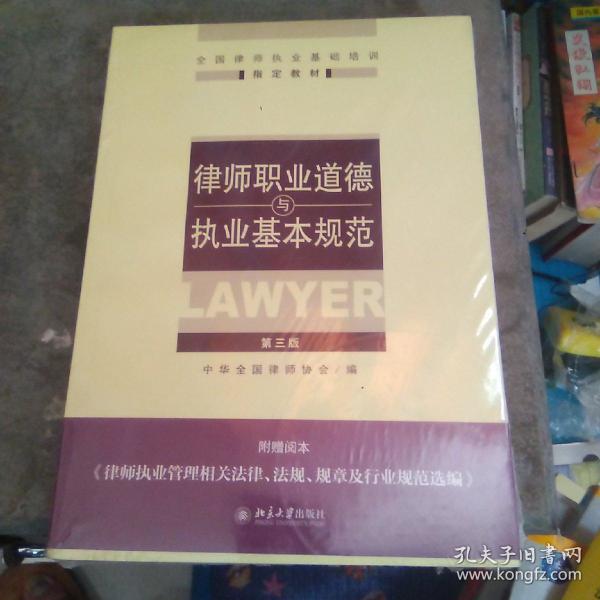 全国律师执业基础培训
指定教材
律师职业道德
与
执业基本规范
LAWYER
第三版
中华全国律师协会/编
附赠阅本
《律师执业管理相关法律、法规、规章及行业规范选编》
北京大学出版社
PEKING UNIVERSITY PRESS
孔夫子旧书网
www.kongfz.com